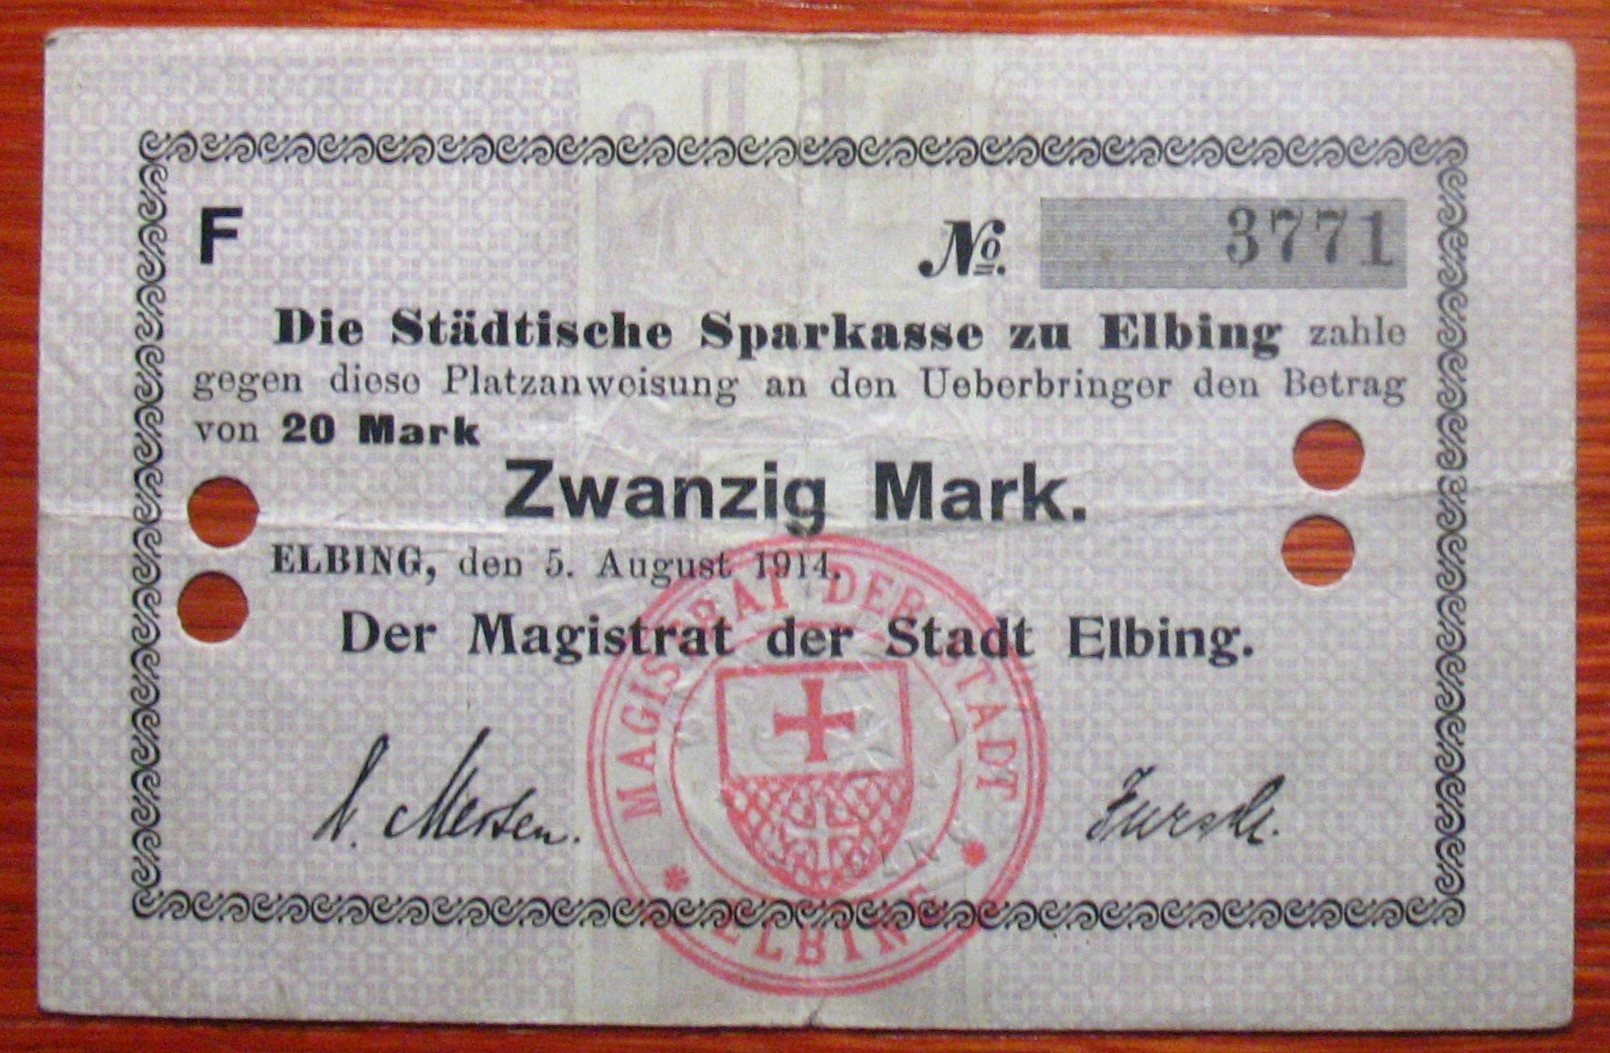 F
№ 3771
Die Städtische Sparkasse zu Elbing zahle
gegen diese Platzanweisung an den Ueberbringer den Betrag
von 20 Mark
Zwanzig Mark.
ELBING, den 5. August 1914.
Der Magistrat der Stadt Elbing.
MAGISTRAT DER STADT
* ELBING *